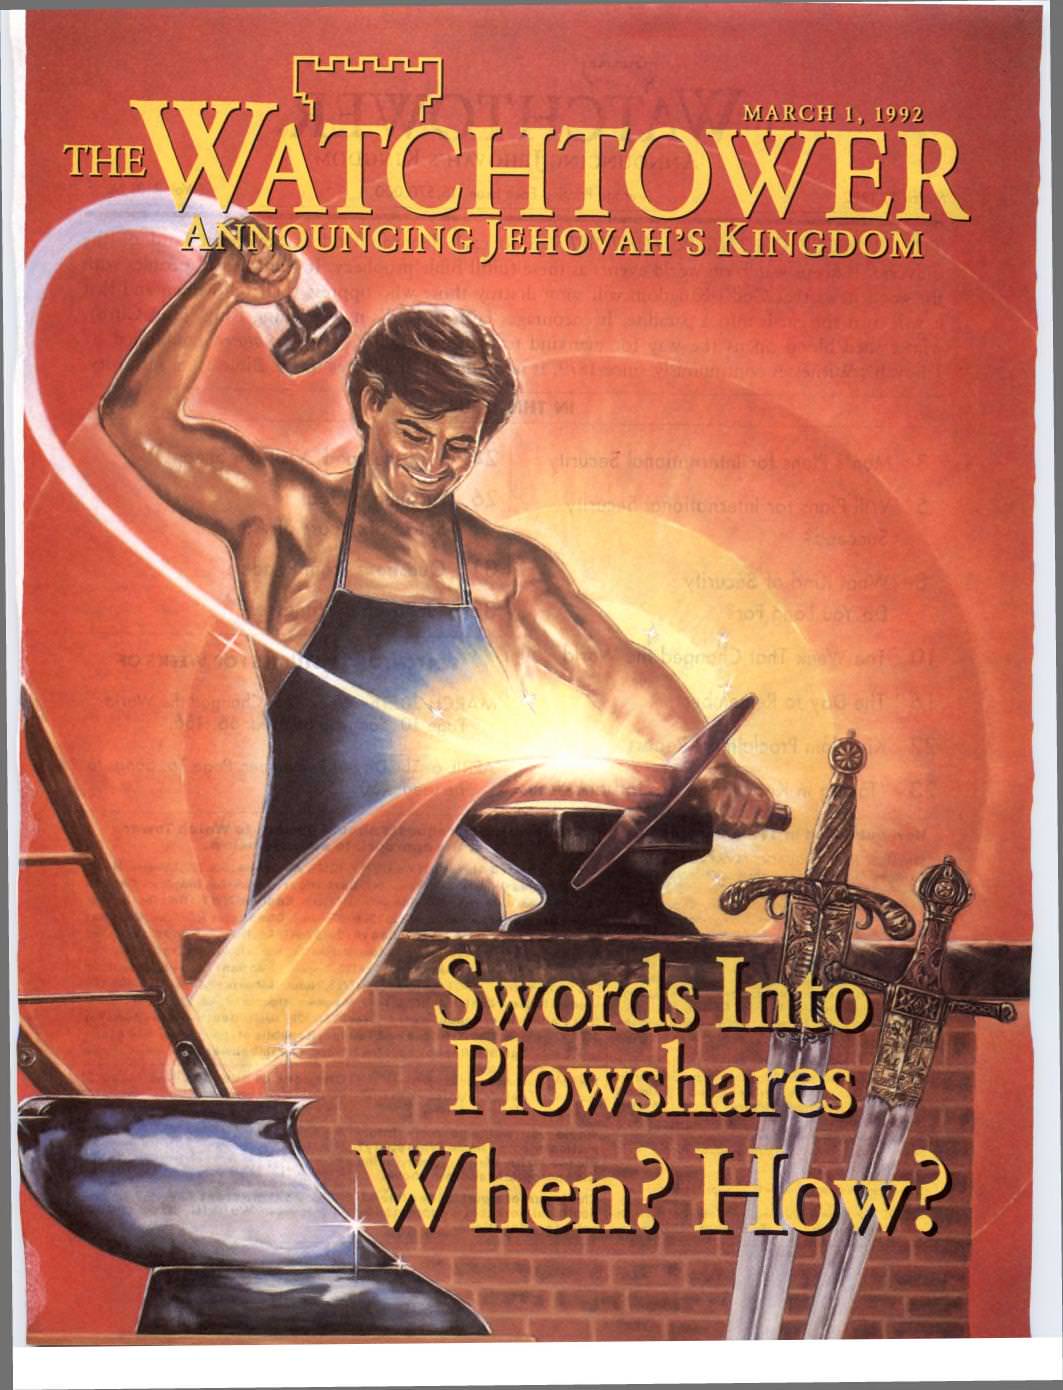 MARCH 1, 1992
THE WATCHTOWER
ANNOUNCING JEHOVAH'S KINGDOM
Swords Into
Plowshares
When? How?